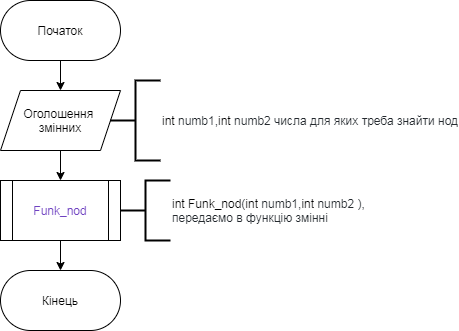 Початок
Оголошення
змінних
int numb1,int numb2 числа для яких треба знайти нод
Funk_nod
int Funk_nod(int numb1,int numb2 ),
передаємо в функцію змінні
Кінець